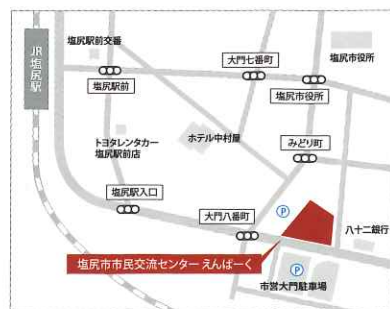 JR塩尻駅
塩尻駅前交番
大門七番町
塩尻市役所
塩尻駅前
塩尻市役所
トヨタレンタカー
塩尻駅前店
ホテル中村屋
みどり町
塩尻駅入口
大門八番町
P
八十二銀行
塩尻市市民交流センター えんぱーく
P
市営大門駐車場